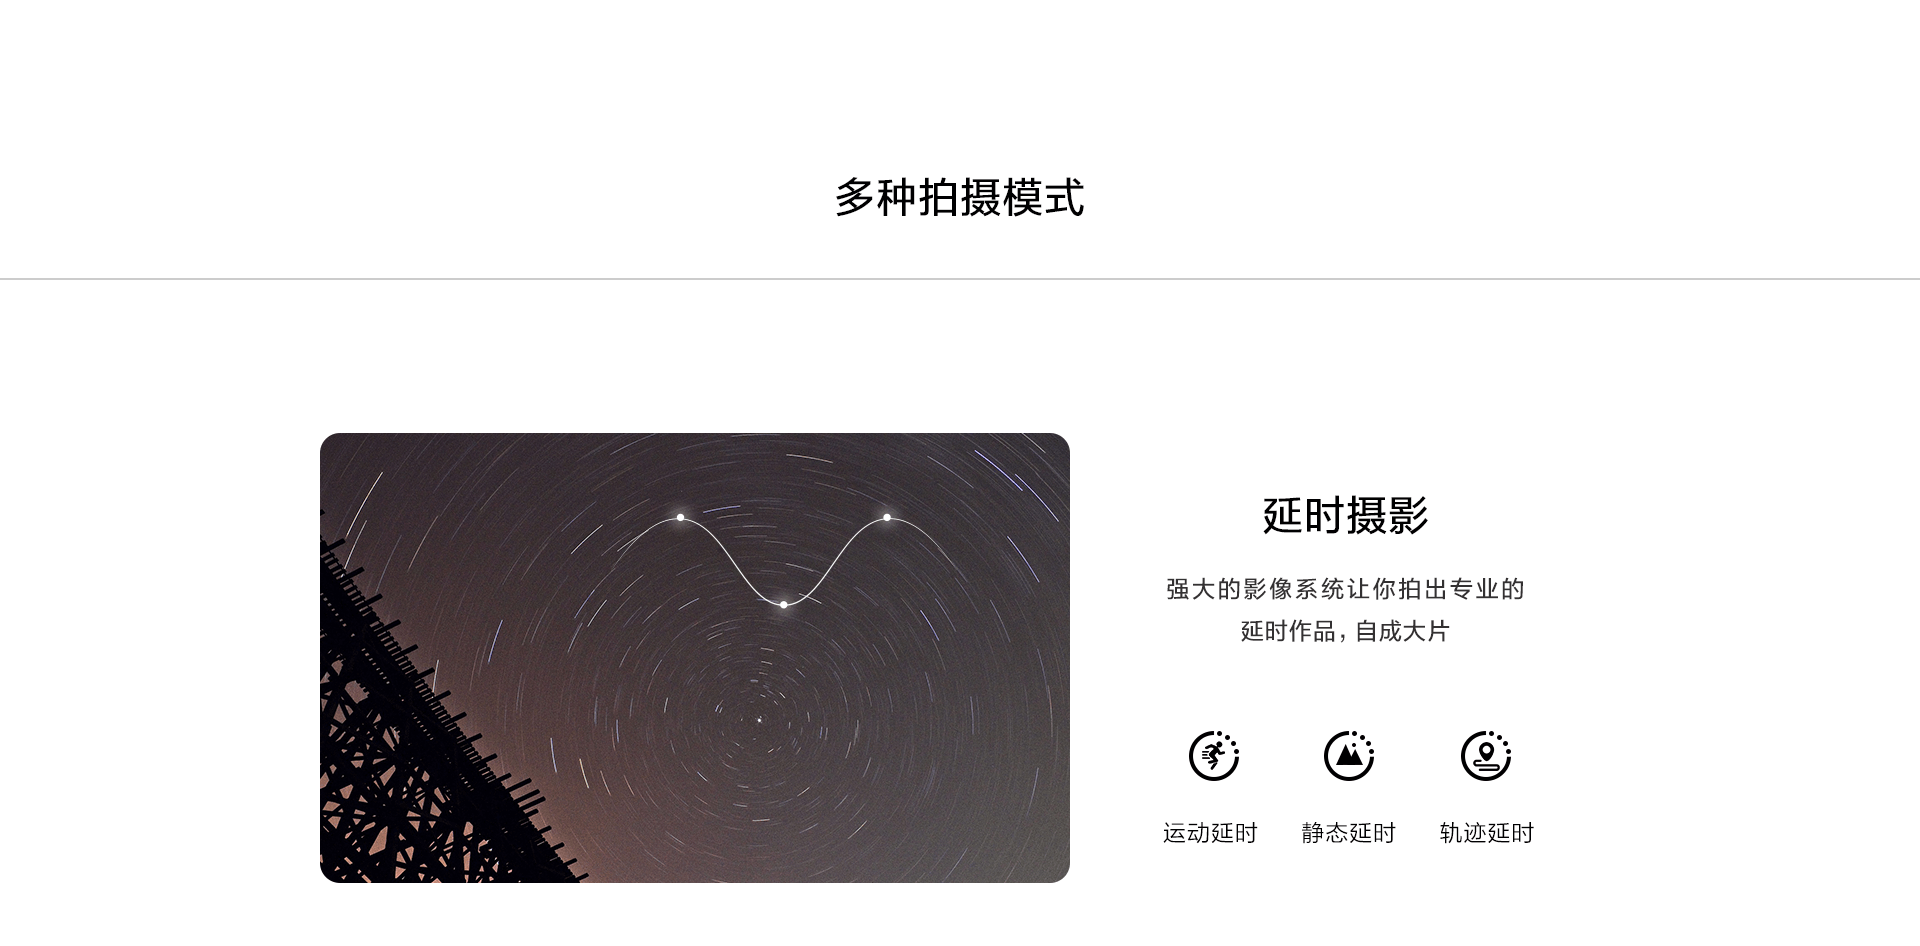 多种拍摄模式
延时摄影
强大的影像系统让你拍出专业的
延时作品，自成大片
运动延时
静态延时
轨迹延时